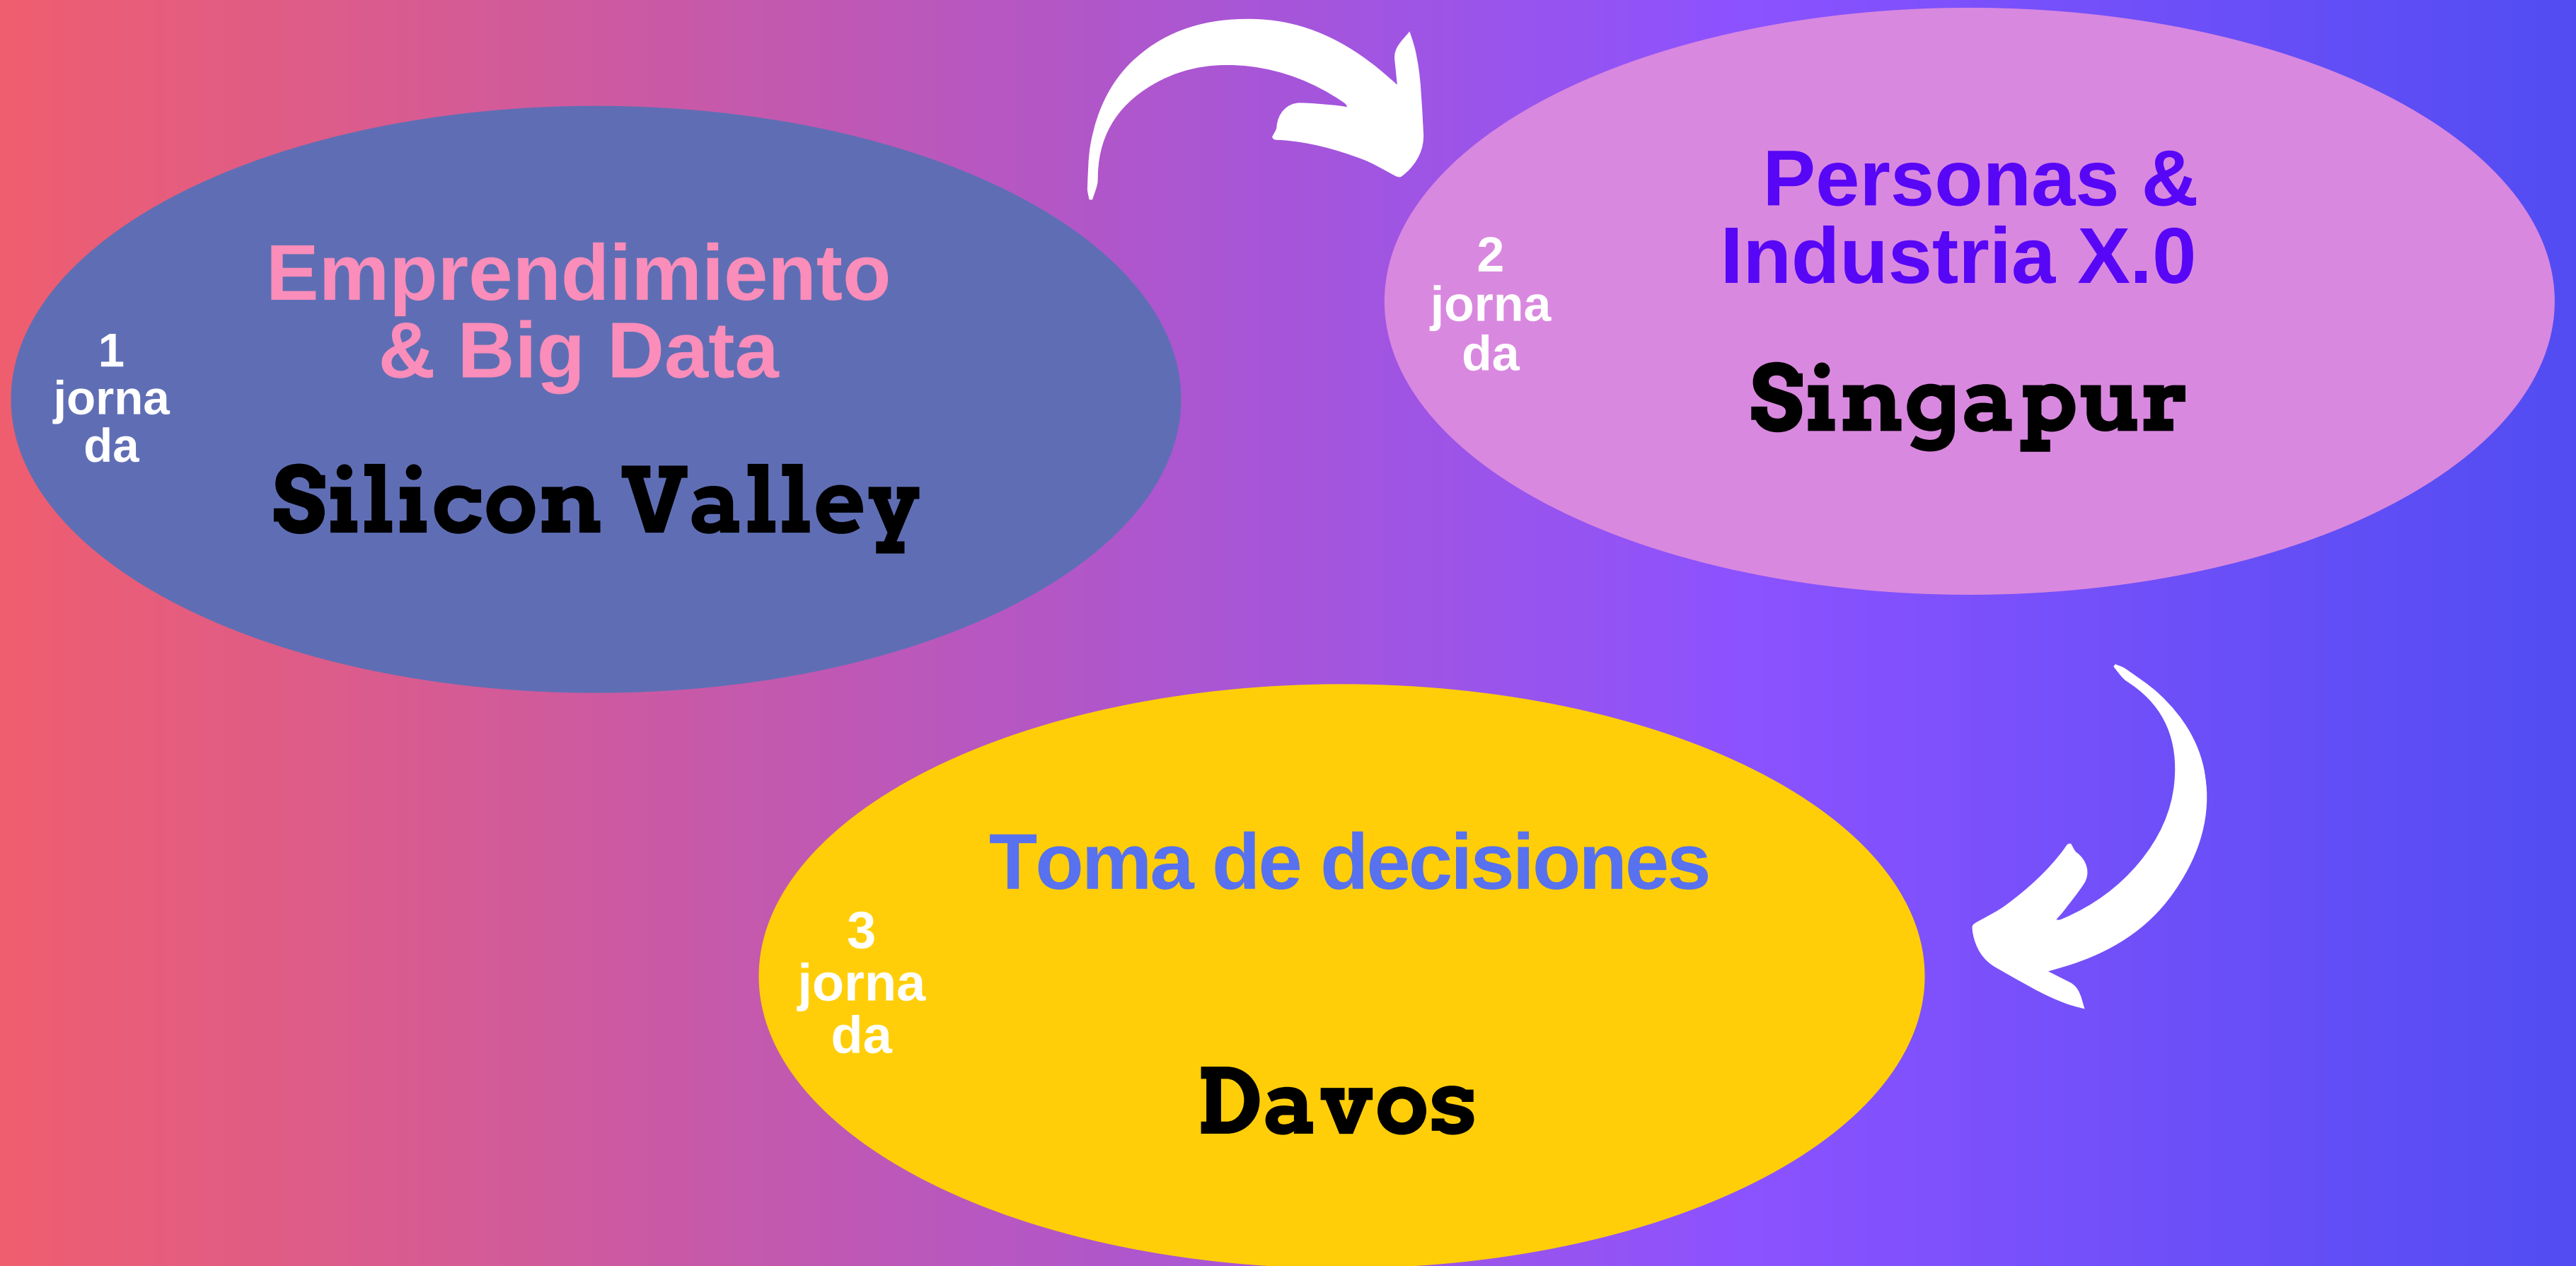 1
jorna
da
Emprendimiento
& Big Data
Silicon Valley
2
jorna
da
Personas &
Industria X.0
Singapur
3
jorna
da
Toma de decisiones
Davos